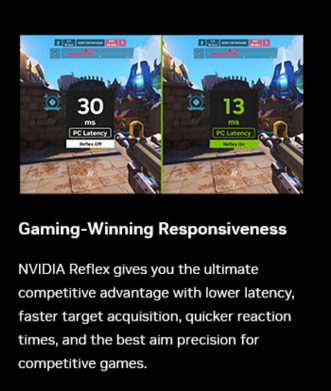 30
ms
PC Latency
Reflex Off
13
ms
PC Latency
Reflex On
Gaming-Winning Responsiveness
NVIDIA Reflex gives you the ultimate
competitive advantage with lower latency,
faster target acquisition, quicker reaction
times, and the best aim precision for
competitive games.